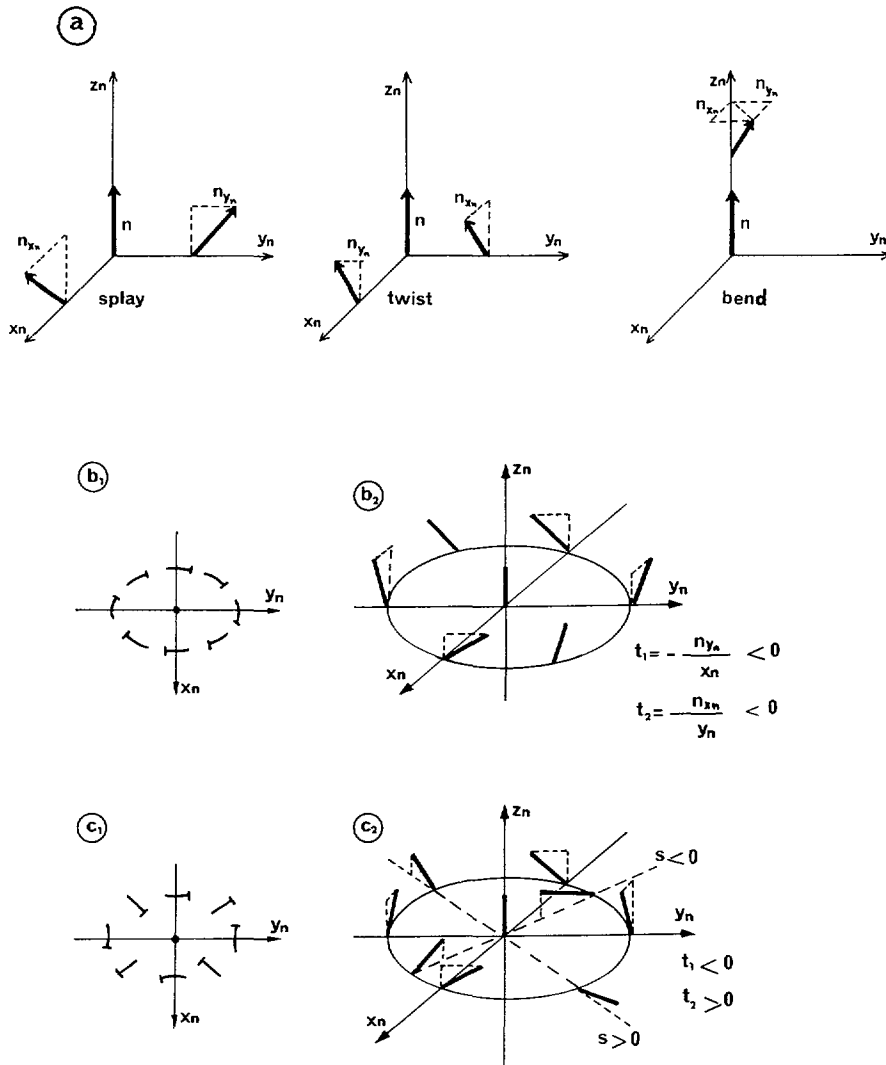 a
zn
n
nxn
nyn
yn
xn
splay
zn
n
nxn
nyn
yn
xn
twist
zn
nxn
nyn
n
yn
xn
bend
b1
yn
xn
b2
zn
yn
xn
t1 = - nyn / xn < 0
t2 = nxn / yn < 0
c1
yn
xn
c2
zn
s<0
yn
xn
s>0
t1 < 0
t2 > 0